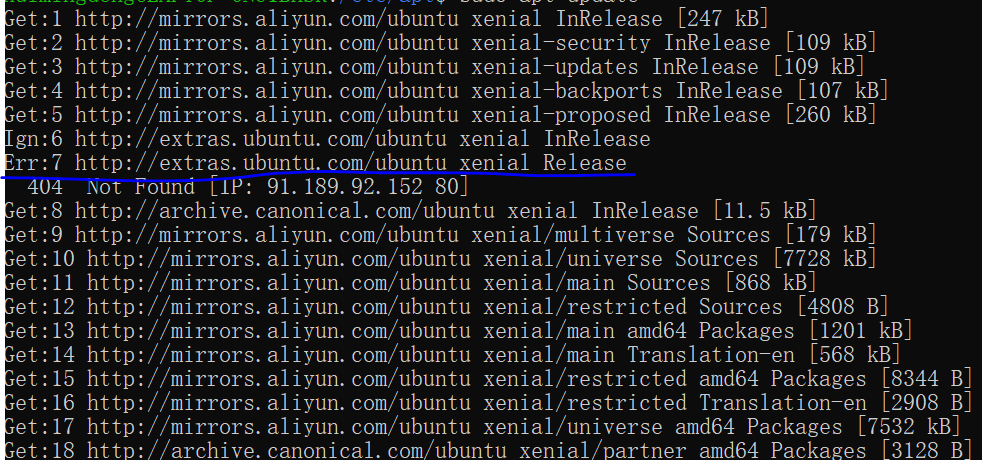 /etc/apt$ sudo apt update
Get:1 http://mirrors.aliyun.com/ubuntu xenial InRelease [247 kB]
Get:2 http://mirrors.aliyun.com/ubuntu xenial-security InRelease [109 kB]
Get:3 http://mirrors.aliyun.com/ubuntu xenial-updates InRelease [109 kB]
Get:4 http://mirrors.aliyun.com/ubuntu xenial-backports InRelease [107 kB]
Get:5 http://mirrors.aliyun.com/ubuntu xenial-proposed InRelease [260 kB]
Ign:6 http://extras.ubuntu.com/ubuntu xenial InRelease
Err:7 http://extras.ubuntu.com/ubuntu xenial Release
404 Not Found [IP: 91.189.92.152 80]
Get:8 http://archive.canonical.com/ubuntu xenial InRelease [11.5 kB]
Get:9 http://mirrors.aliyun.com/ubuntu xenial/multiverse Sources [179 kB]
Get:10 http://mirrors.aliyun.com/ubuntu xenial/universe Sources [7728 kB]
Get:11 http://mirrors.aliyun.com/ubuntu xenial/main Sources [868 kB]
Get:12 http://mirrors.aliyun.com/ubuntu xenial/restricted Sources [4808 B]
Get:13 http://mirrors.aliyun.com/ubuntu xenial/main amd64 Packages [1201 kB]
Get:14 http://mirrors.aliyun.com/ubuntu xenial/main Translation-en [568 kB]
Get:15 http://mirrors.aliyun.com/ubuntu xenial/restricted amd64 Packages [8344 B]
Get:16 http://mirrors.aliyun.com/ubuntu xenial/restricted Translation-en [2908 B]
Get:17 http://mirrors.aliyun.com/ubuntu xenial/universe amd64 Packages [7532 kB]
Get:18 http://archive.canonical.com/ubuntu xenial/partner amd64 Packages [3128 B]